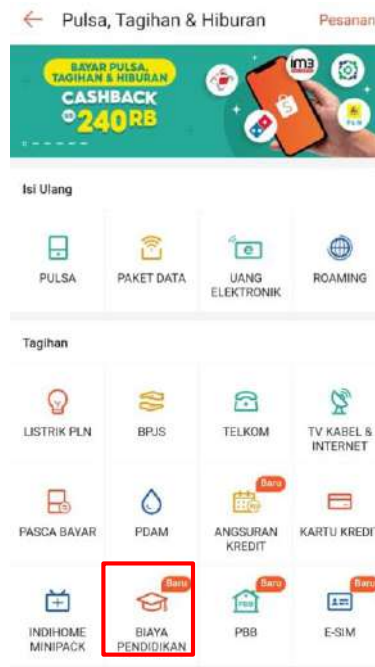 Pulsa, Tagihan & Hiburan
Pesanan
BAYAR PULSA,
TAGIHAN & HIBURAN
CASHBACK
240RB
im3
Isi Ulang
PULSA
PAKET DATA
UANG
ELEKTRONIK
ROAMING
Tagihan
LISTRIK PLN
BPJS
TELKOM
TV KABEL &
INTERNET
PASCA BAYAR
PDAM
Baru
ANGSURAN
KREDIT
KARTU KREDIT
INDIHOME
MINIPACK
Baru
BIAYA
PENDIDIKAN
Baru
PBB
Baru
E-SIM